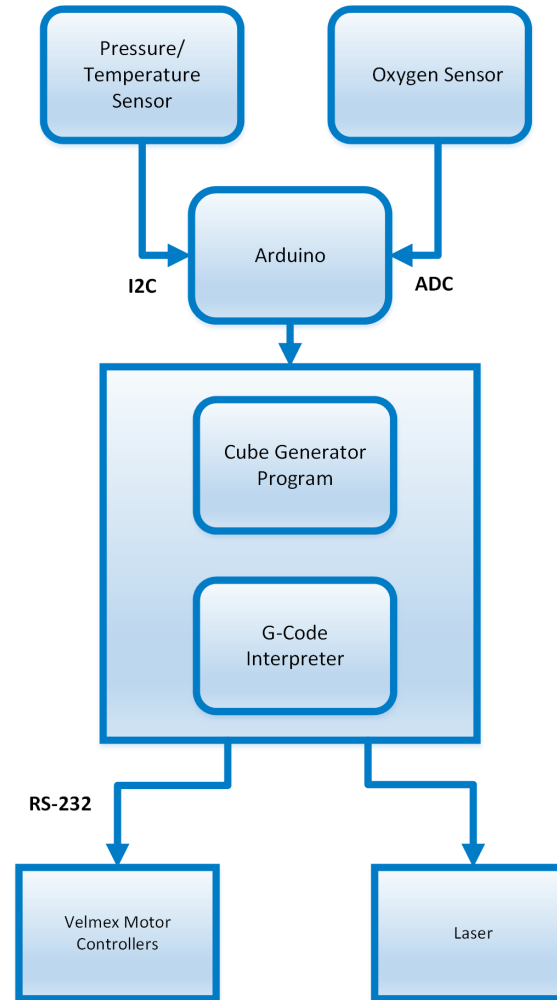 Pressure/
Temperature
Sensor
Oxygen Sensor
Arduino
I2C
ADC
Cube Generator
Program
G-Code
Interpreter
RS-232
Velmex Motor
Controllers
Laser